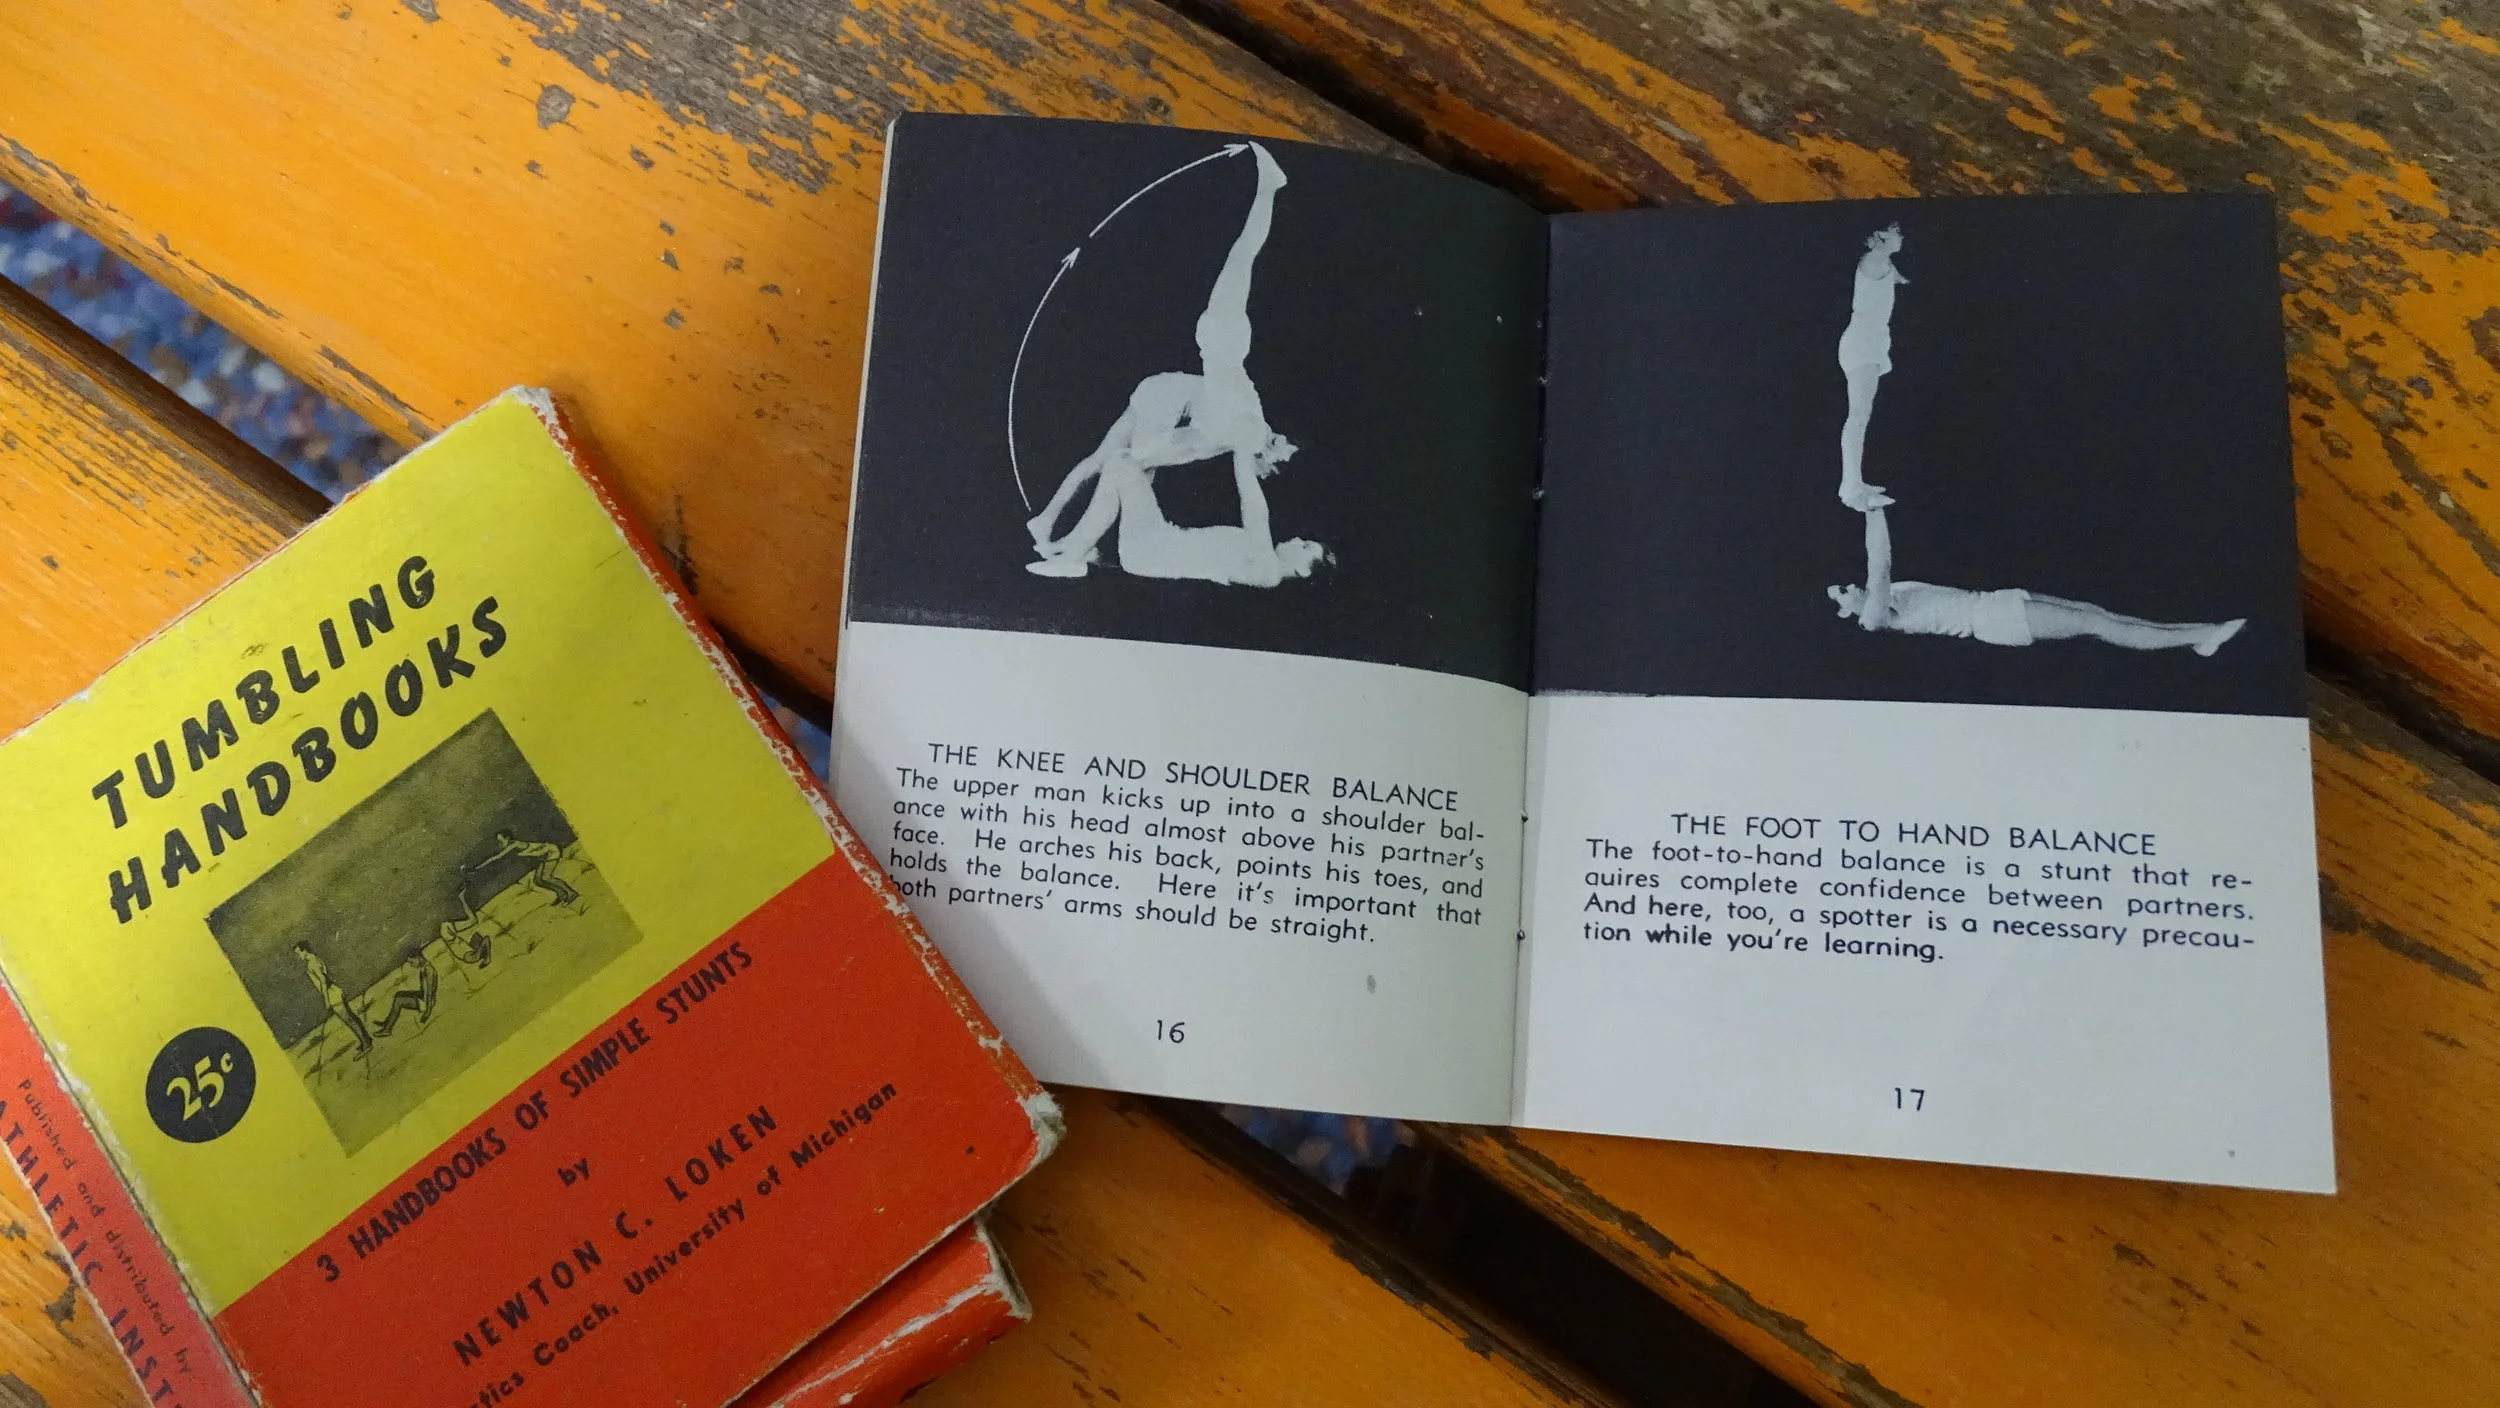 TUMBLING
HANDBOOKS
25c
3 HANDBOOKS OF SIMPLE STUNTS
by
NEWTON C. LOKEN
Coach, University of Michigan
Published and distributed by
THE KNEE AND SHOULDER BALANCE
The upper man kicks up into a shoulder bal-
ance with his head almost above his partner's
face. He arches his back, points his toes, and
holds the balance. Here it's important that
both partners' arms should be straight.
16
THE FOOT TO HAND BALANCE
The foot-to-hand balance is a stunt that re-
quires complete confidence between partners.
And here, too, a spotter is a necessary precau-
tion while you're learning.
17